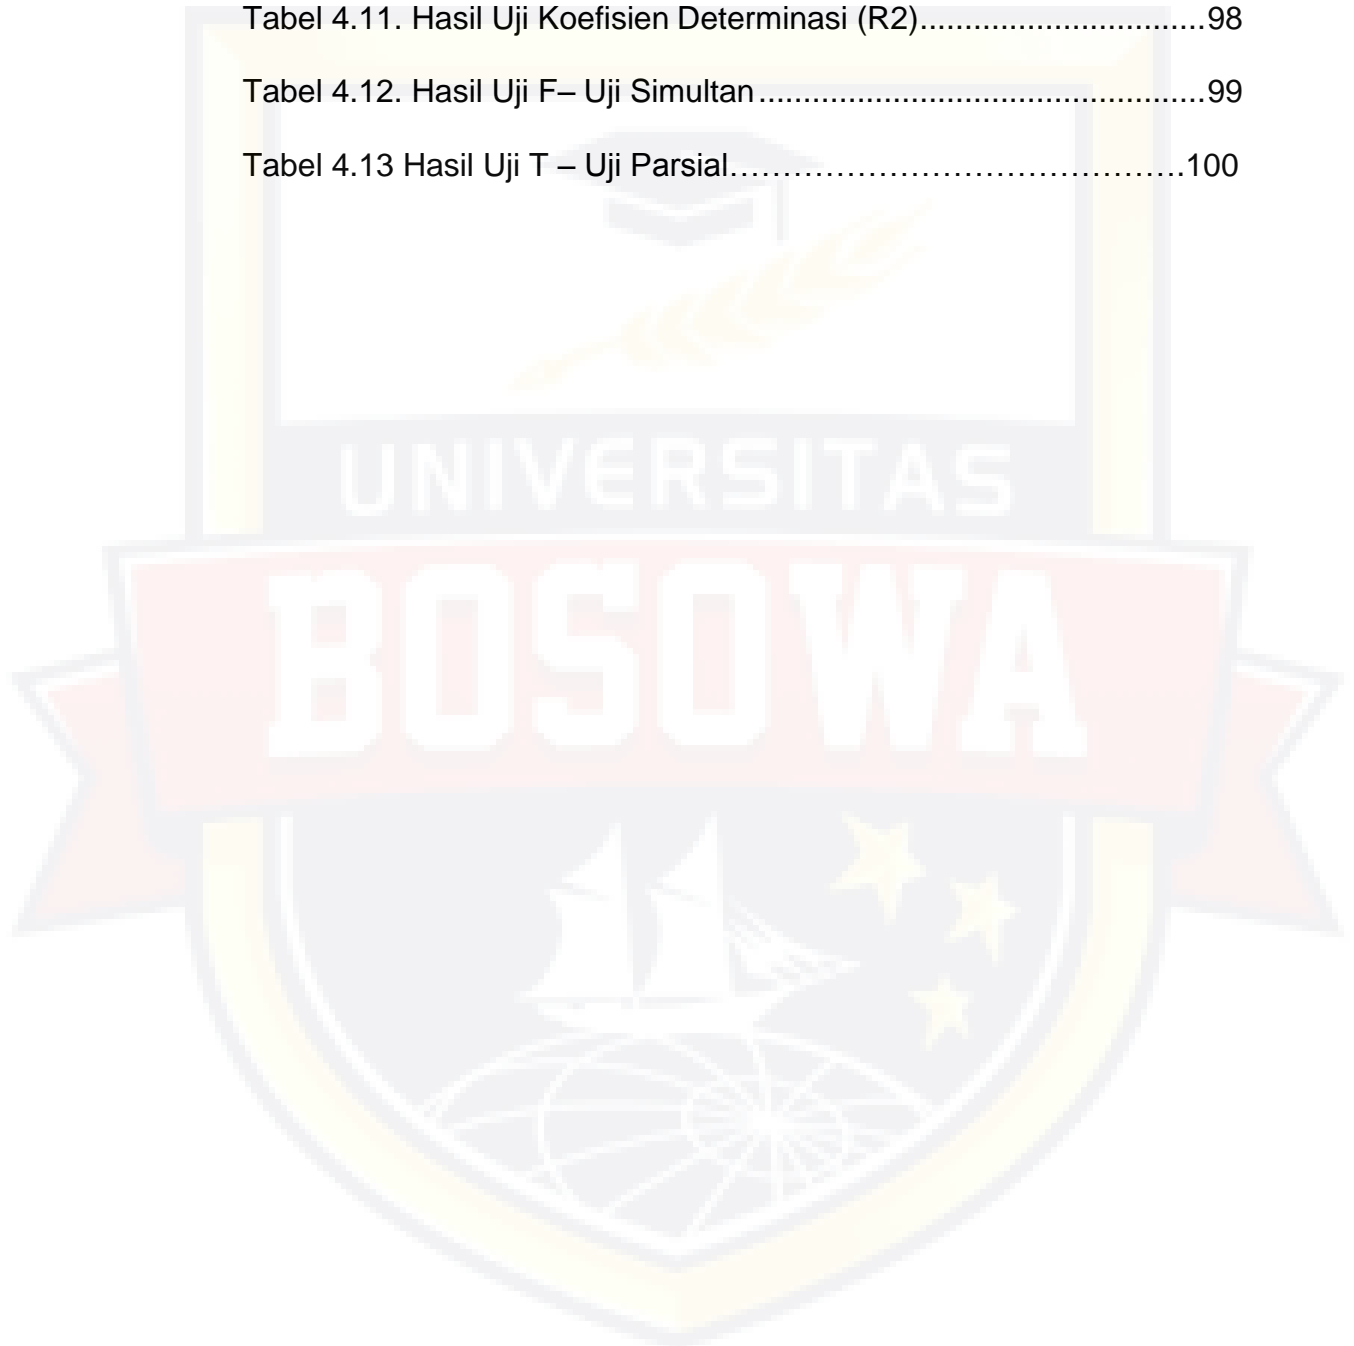 Tabel 4.11. Hasil Uji Koefisien Determinasi (R2)................................98
Tabel 4.12. Hasil Uji F– Uji Simultan..................................................99
Tabel 4.13 Hasil Uji T – Uji Parsial…………………………………….100
UNIVERSITAS
BOSOWA